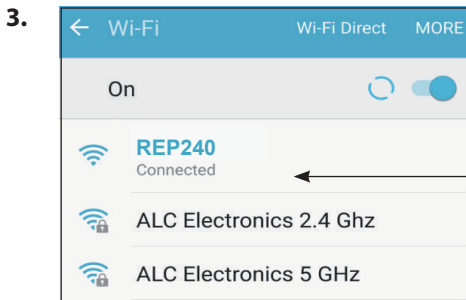 3.
Wi-Fi Wi-Fi Direct MORE
On
REP240
Connected
ALC Electronics 2.4 Ghz
ALC Electronics 5 GHz